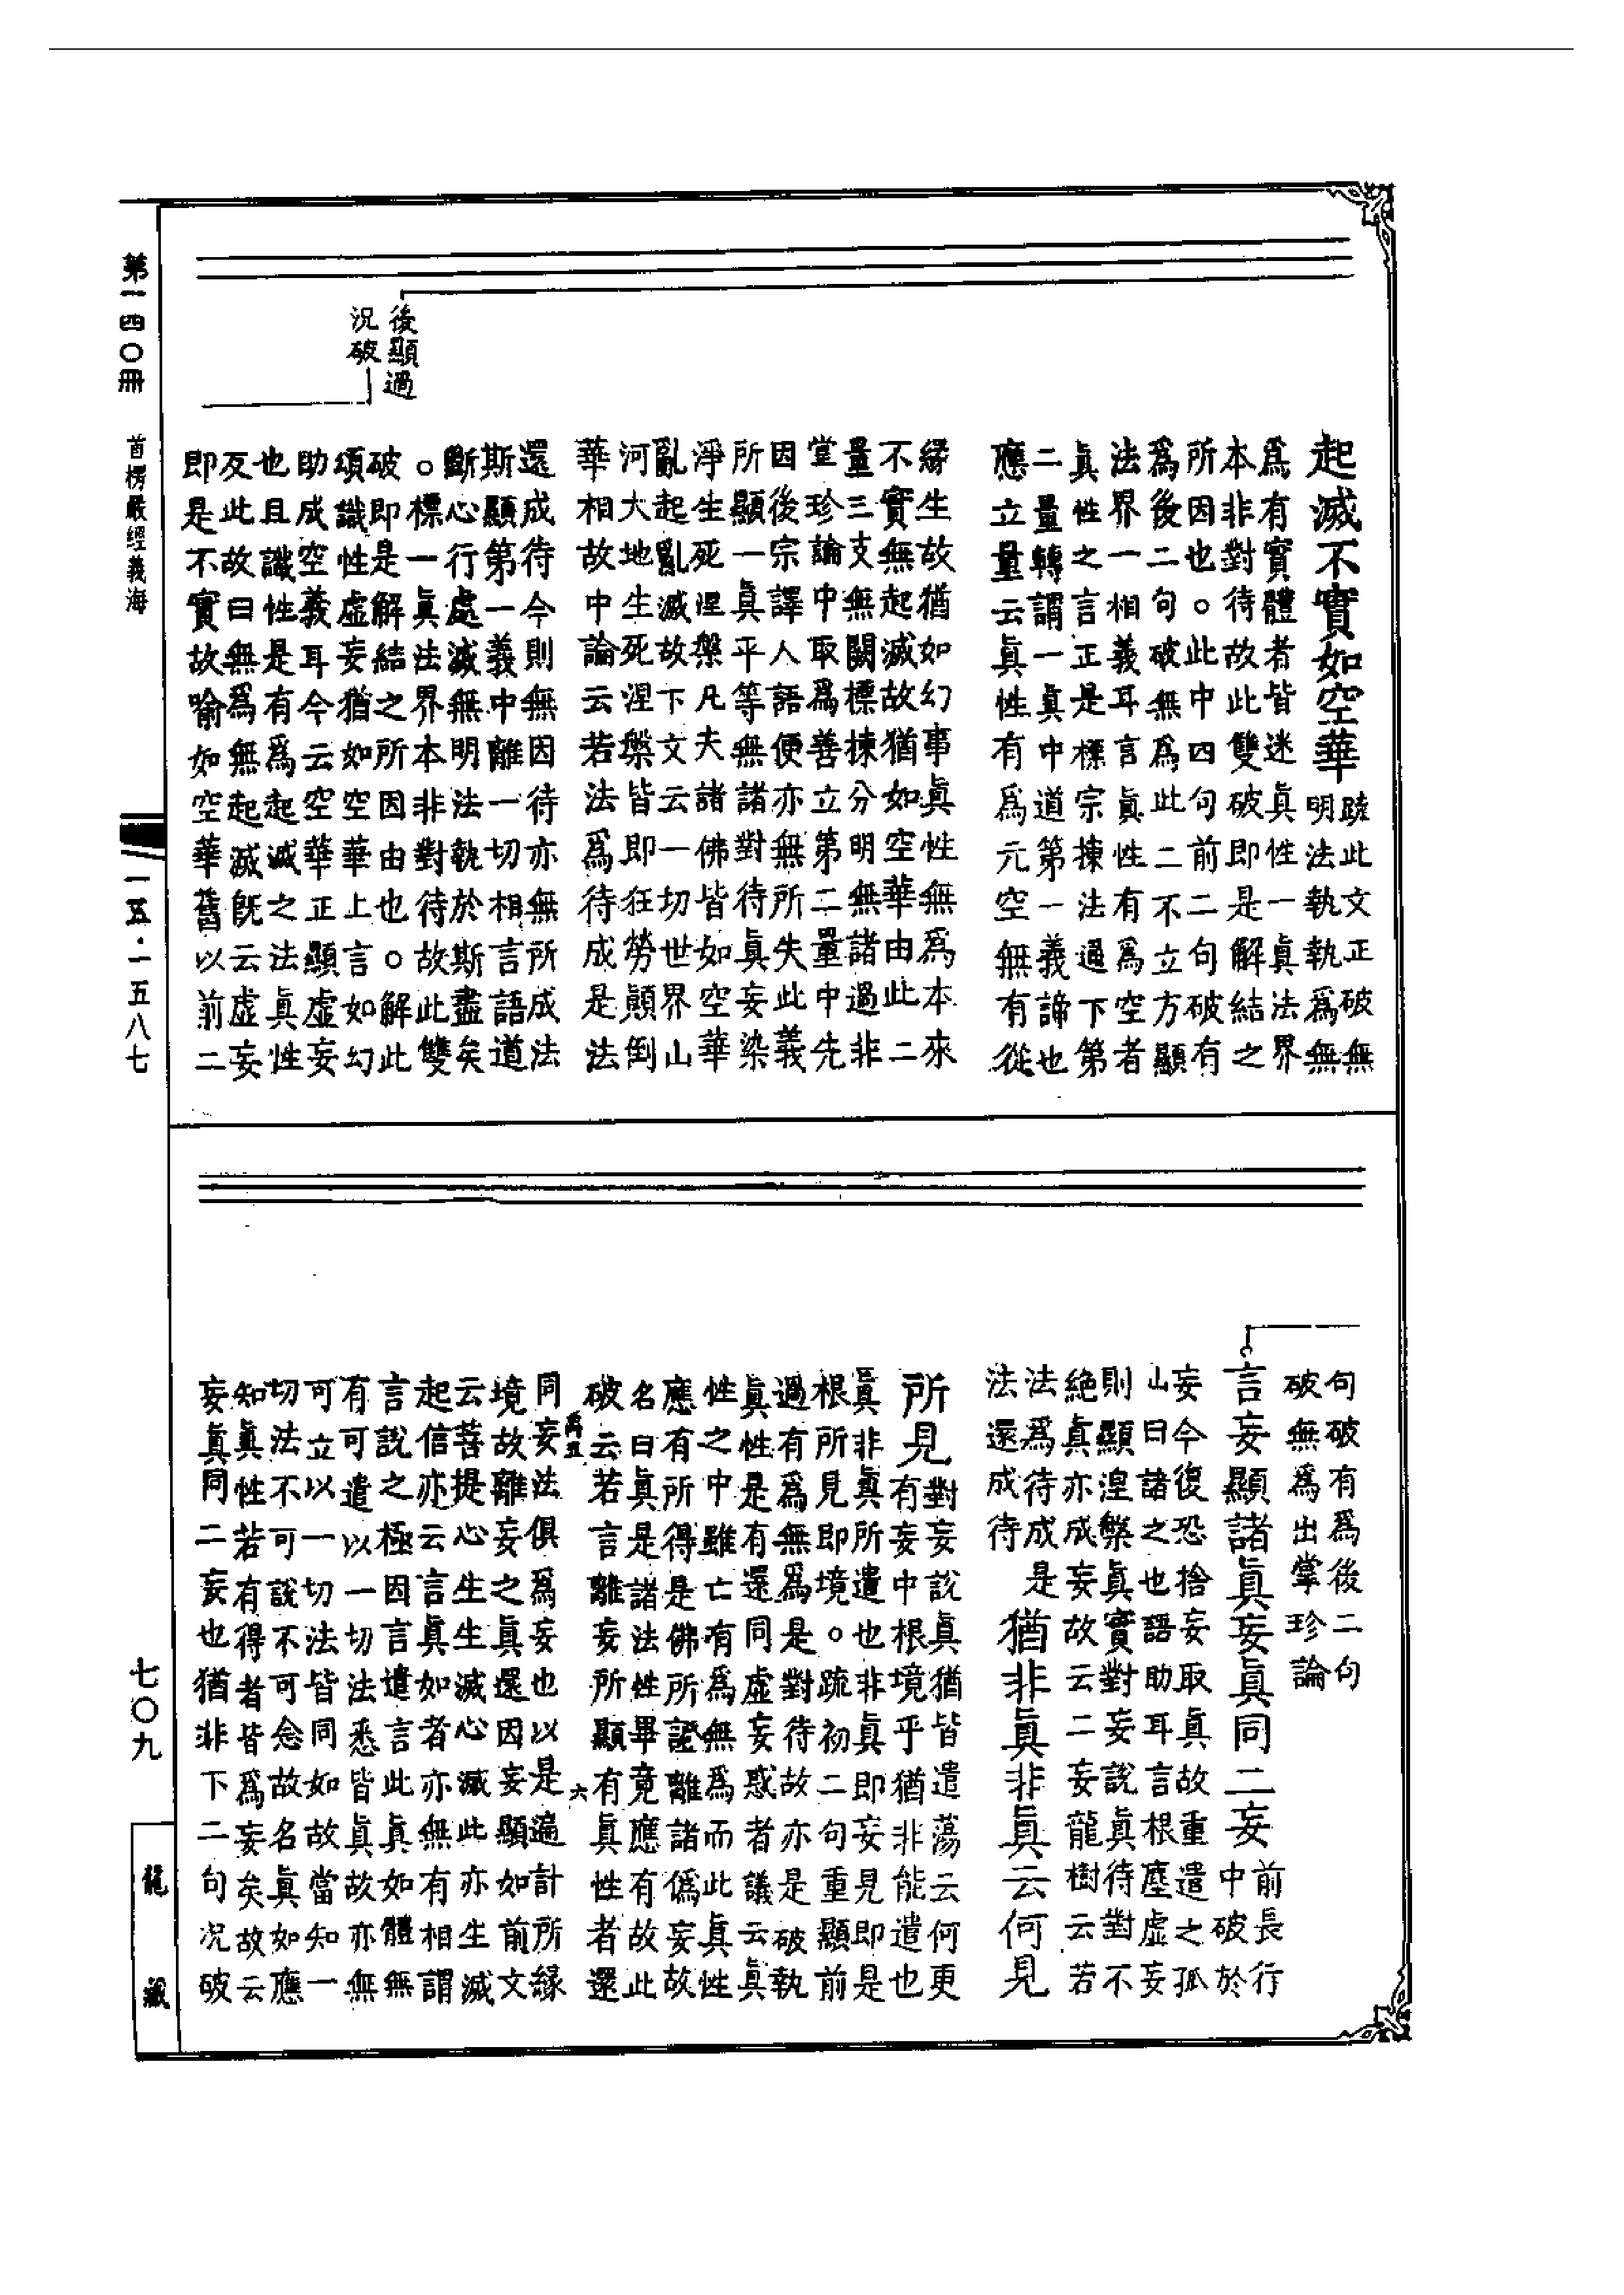 起滅不實如空華
䟽此文正破無
明法執執爲無
爲有實體者皆迷眞性一眞法界
本非對待故此雙破即是解結之
所因也。此中四句前二句破有
爲後二句破無爲此二不立方顯
法界一相義耳言眞性有爲空者
眞性之言正是標宗揀法過下第
二量轉謂一眞中道第一義諦也
應立量云眞性有爲元空無有從
緣生故猶如幻事眞性無爲本來
不實無起滅故猶如空華由此二
量三支無闕標揀分明無諸過非
堂珍論中取爲善立第二量中先
因後宗譯人語便亦無所失此義
所顯一眞平等無諸對待眞妄染
淨生死涅槃凡夫諸佛皆如空華
亂起亂滅故下文云一切世界山
河大地生死涅槃皆即狂勞顚倒
華相故中論云若法爲待成是法
還成待今則無因待亦無所成法
斯顯第一義中離一切相言語道
斷心行處滅無明法執於斯盡矣
。標一眞法界本非對待故此雙
後顯過
況破
破即是解結之所因由也。解此
頌識性虛妄猶如空華上言如幻
助成空義耳今云空華正顯虛妄
也且識性是有爲起滅之法眞性
反此故曰無爲無起滅旣云虛妄
即是不實故喻如空華舊以前二
句破有爲後二句
破無爲出掌珍論
言妄顯諸眞妄眞同二妄
前長行
中破於
妄今復恐捨妄取眞故重遣之孤
山曰諸之也語助耳言根塵虛妄
則顯涅槃眞實對妄說眞待對不
絕眞亦成妄故云二妄龍樹云若
法爲待成是
法還成待
猶非眞非眞云何見
所見
對妄說眞猶皆遣蕩云何更
有妄中根境乎猶非能遣也
眞非眞所遣也非眞即妄見即是
根所見即境。疏初二句重顯前
過有爲無爲是對待故亦是破執
眞性是有還同虛妄惑者議云眞
性之中雖亡有爲無爲而此眞性
應有所得是佛所證離諸僞妄故
名曰眞是諸法性畢竟應有故此
破云若言離妄所顯有眞性者還
再五 六
同妄法俱爲妄也以是遍計所緣
境故離妄之眞還因妄顯如前文
云菩提心生生滅心滅此亦生滅
起信亦云言眞如者亦無有相謂
言說之極因言遣言此眞如體無
有可遣以一切法悉皆眞故亦無
可立以一切法皆同如故當知一
切法不可說不可念故名眞如應
知眞性若有得者皆爲妄矣故云
妄眞同二妄也猶非下二句况破
第一四〇冊
首楞嚴經義海
一五·一五八七
七〇九
龍藏